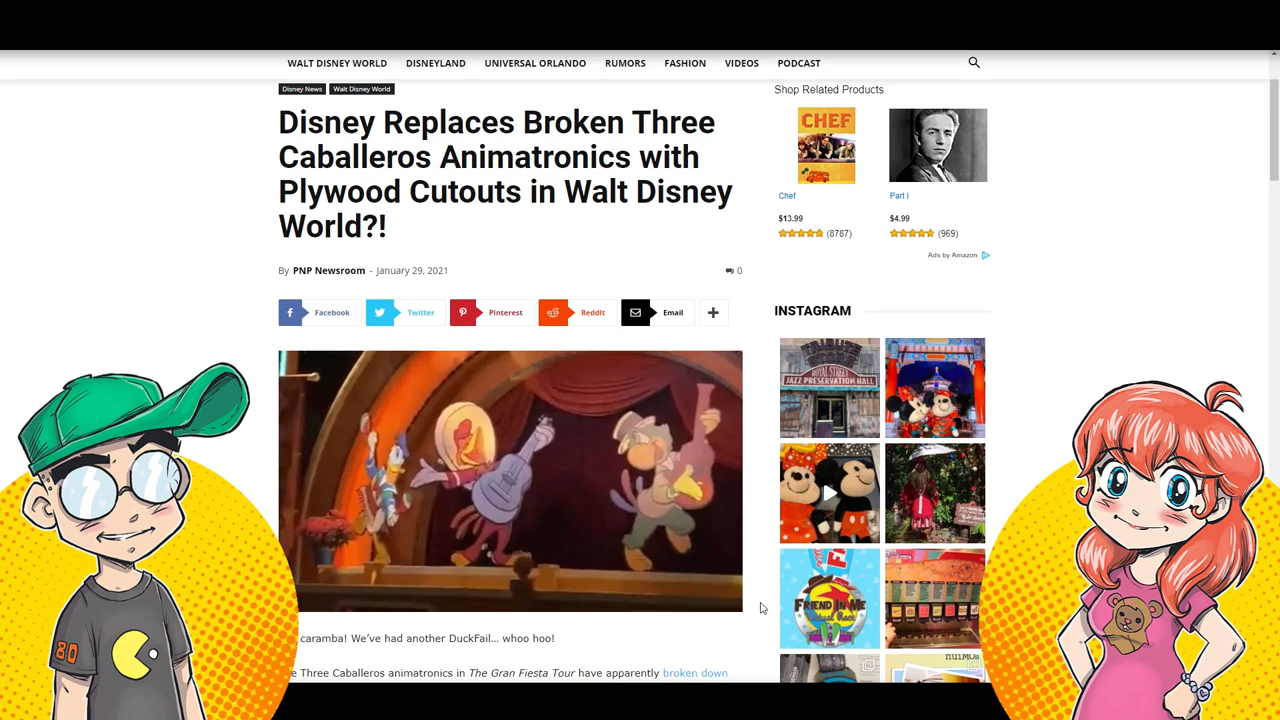 WALT DISNEY WORLD DISNEYLAND UNIVERSAL ORLANDO RUMORS FASHION VIDEOS PODCAST
Disney News Walt Disney World
Disney Replaces Broken Three
Caballeros Animatronics with
Plywood Cutouts in Walt Disney
World?!
By PNP Newsroom - January 29, 2021 0
Facebook Twitter Pinterest ReddIt Email
caramba! We've had another DuckFail... whoo hoo!
e Three Caballeros animatronics in The Gran Fiesta Tour have apparently broken down
Shop Related Products
CHEF
Chef Part I
$13.99 $4.99
(8787) (969)
Ads by Amazon
INSTAGRAM
ROYAL STREET
JAZZ PRESERVATION HALL
FRIEND IN ME
Virtual Race
nuiMOs
80